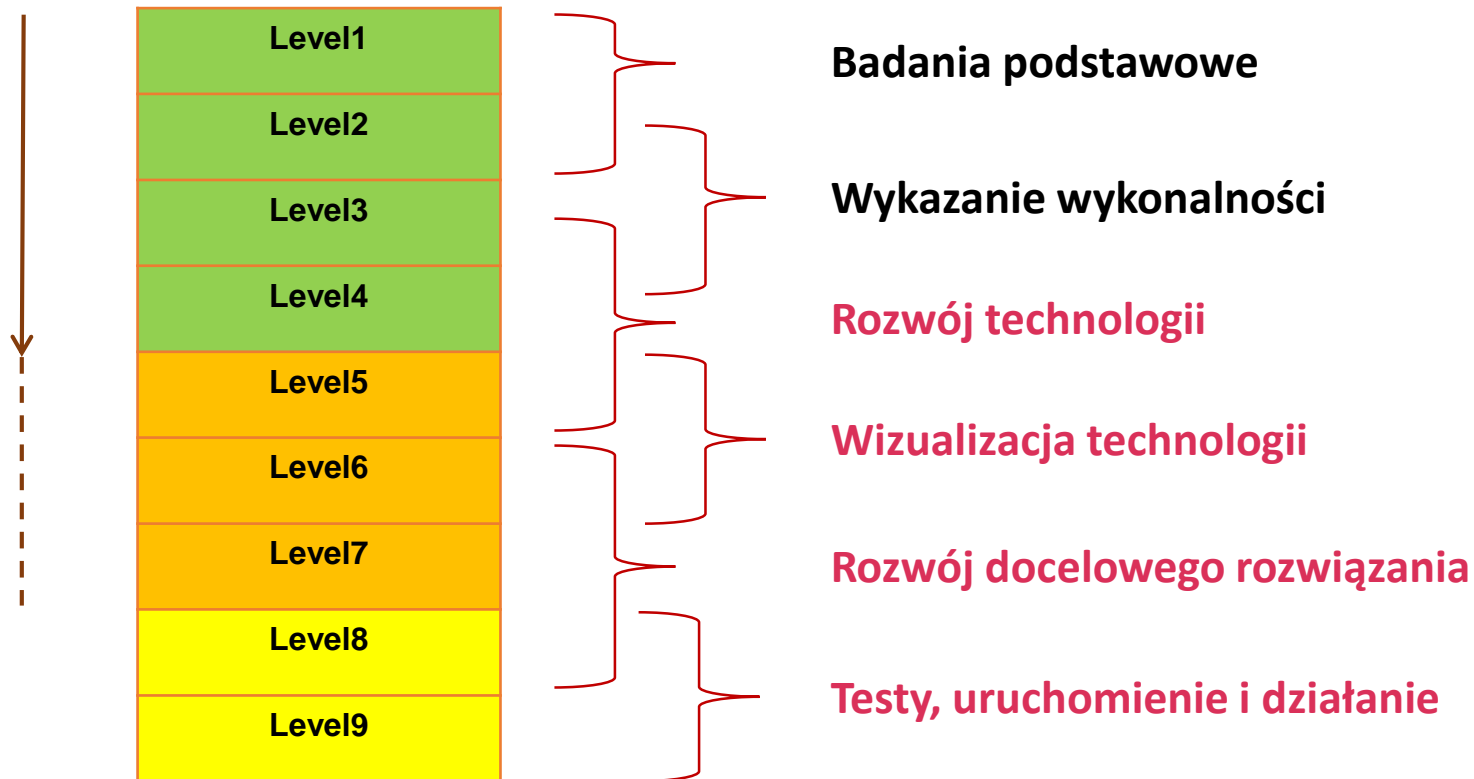 Level1
Badania podstawowe
Level2
Wykazanie wykonalności
Level3
Level4
Rozwój technologii
Level5
Wizualizacja technologii
Level6
Level7
Rozwój docelowego rozwiązania
Level8
Testy, uruchomienie i działanie
Level9